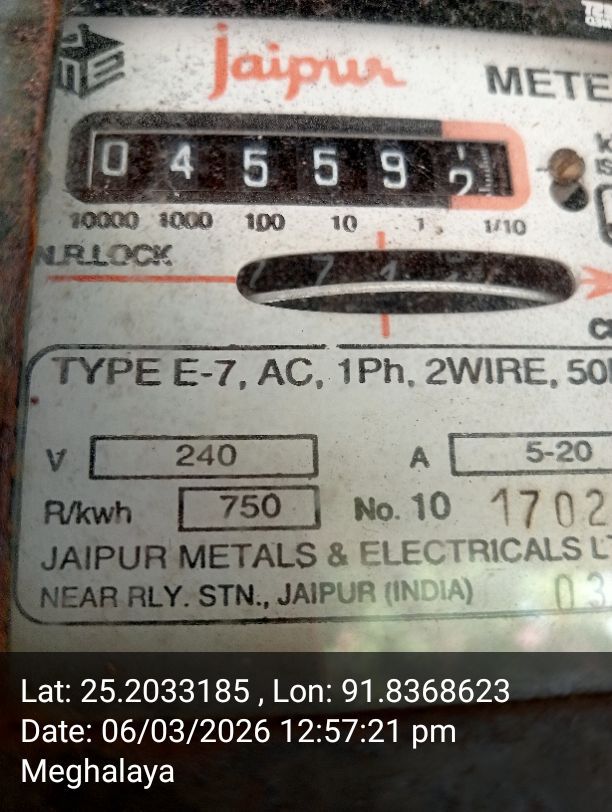 Jaipur METE
0 4 5 5 9 2
10000 1000 100 10 1 1/10
N.R.LOCK
TYPE E-7, AC, 1Ph, 2WIRE, 50
V 240 A 5-20
R/kwh 750 No. 10 1702
JAIPUR METALS & ELECTRICALS LT
NEAR RLY. STN., JAIPUR (INDIA) 03
Lat: 25.2033185 , Lon: 91.8368623
Date: 06/03/2026 12:57:21 pm
Meghalaya